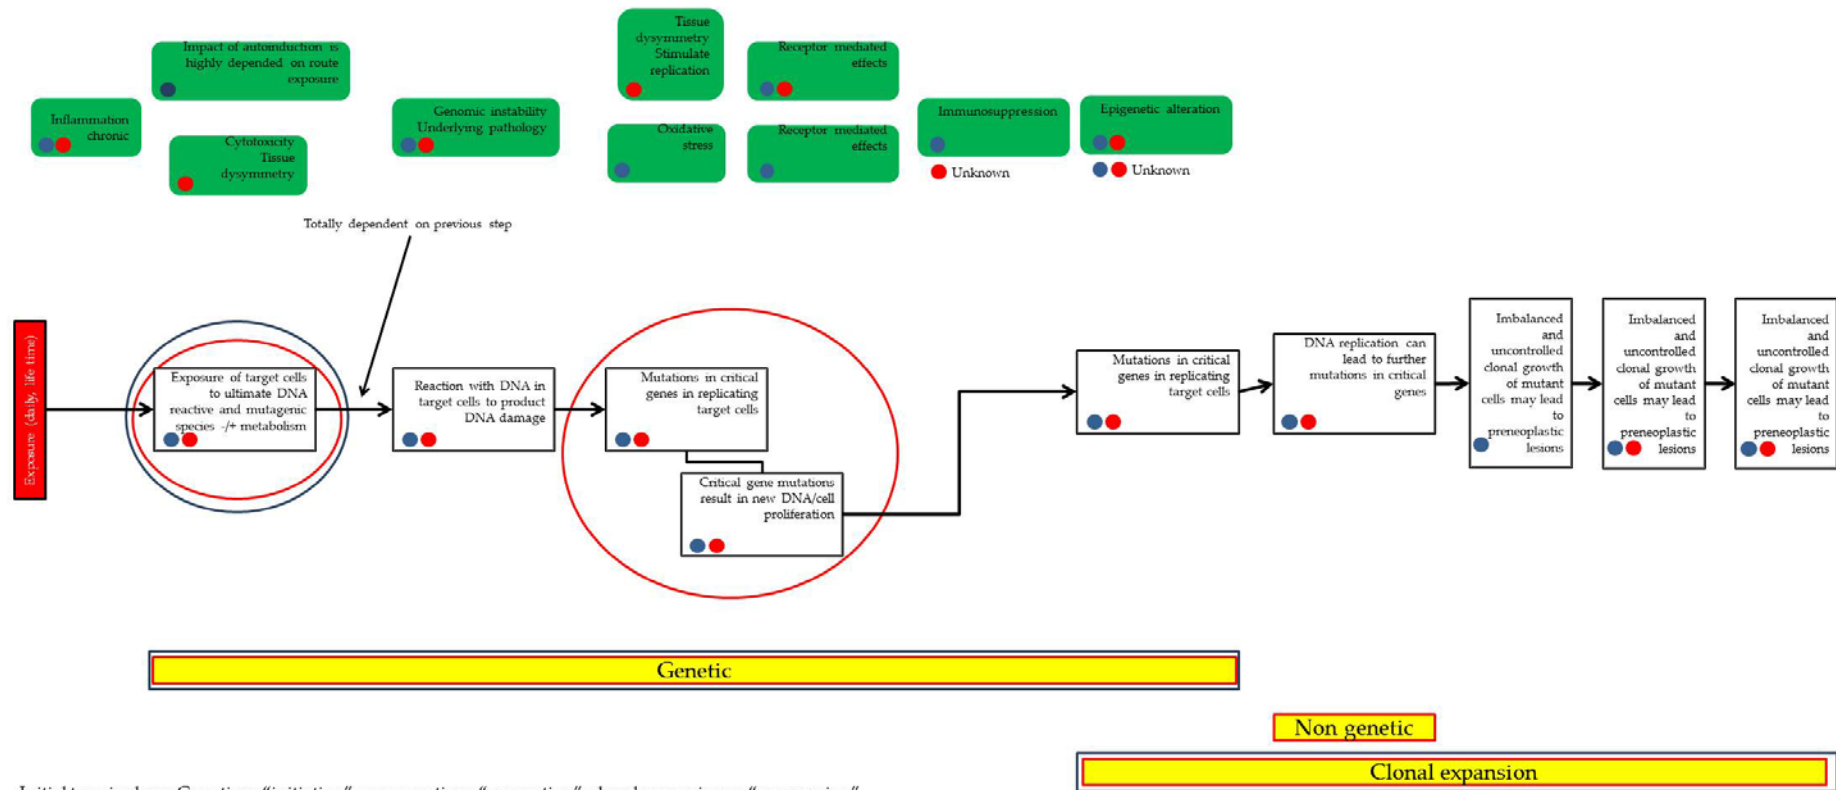 Impact of autoinduction is
highly depended on route
exposure
Inflammation
chronic
Cytotoxicity
Tissue
dysymmetry
Genomic instability
Underlying pathology
Tissue
dysymmetry
Stimulate
replication
Oxidative
stress
Receptor mediated
effects
Receptor mediated
effects
Immunosuppression
Unknown
Epigenetic alteration
Unknown
Totally dependent on previous step
Exposure (daily, life time)
Exposure of target cells
to ultimate DNA
reactive and mutagenic
species -/+ metabolism
Reaction with DNA in
target cells to product
DNA damage
Mutations in critical
genes in replicating
target cells
Critical gene mutations
result in new DNA/cell
proliferation
Mutations in critical
genes in replicating
target cells
DNA replication can
lead to further
mutations in critical
genes
Imbalanced
and
uncontrolled
clonal growth
of mutant
cells may lead
to
preneoplastic
lesions
Imbalanced
and
uncontrolled
clonal growth
of mutant
cells may lead
to
preneoplastic
lesions
Imbalanced
and
uncontrolled
clonal growth
of mutant
cells may lead
to
preneoplastic
lesions
Genetic
Non genetic
Clonal expansion